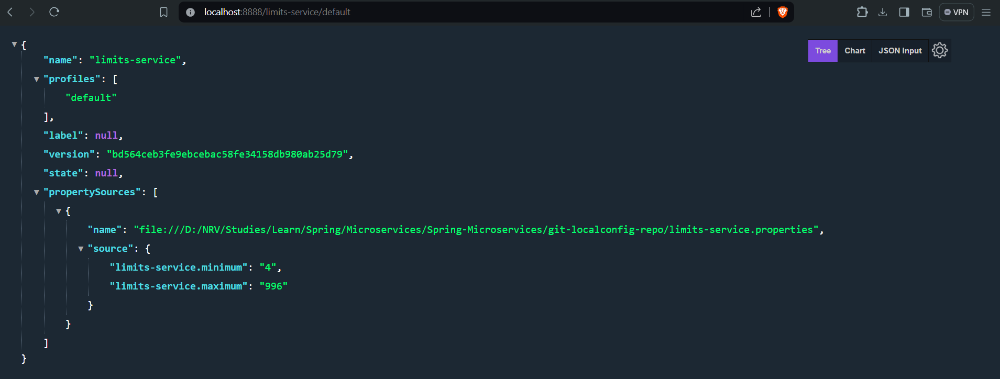 localhost:8888/limits-service/default
VPN
Tree Chart JSON Input
{
"name": "limits-service",
"profiles": [
"default"
],
"label": null,
"version": "bd564ceb3fe9ebcebac58fe34158db980ab25d79",
"state": null,
"propertySources": [
{
"name": "file:///D:/NRV/Studies/Learn/Spring/Microservices/Spring-Microservices/git-localconfig-repo/limits-service.properties",
"source": {
"limits-service.minimum": "4",
"limits-service.maximum": "996"
}
}
]
}